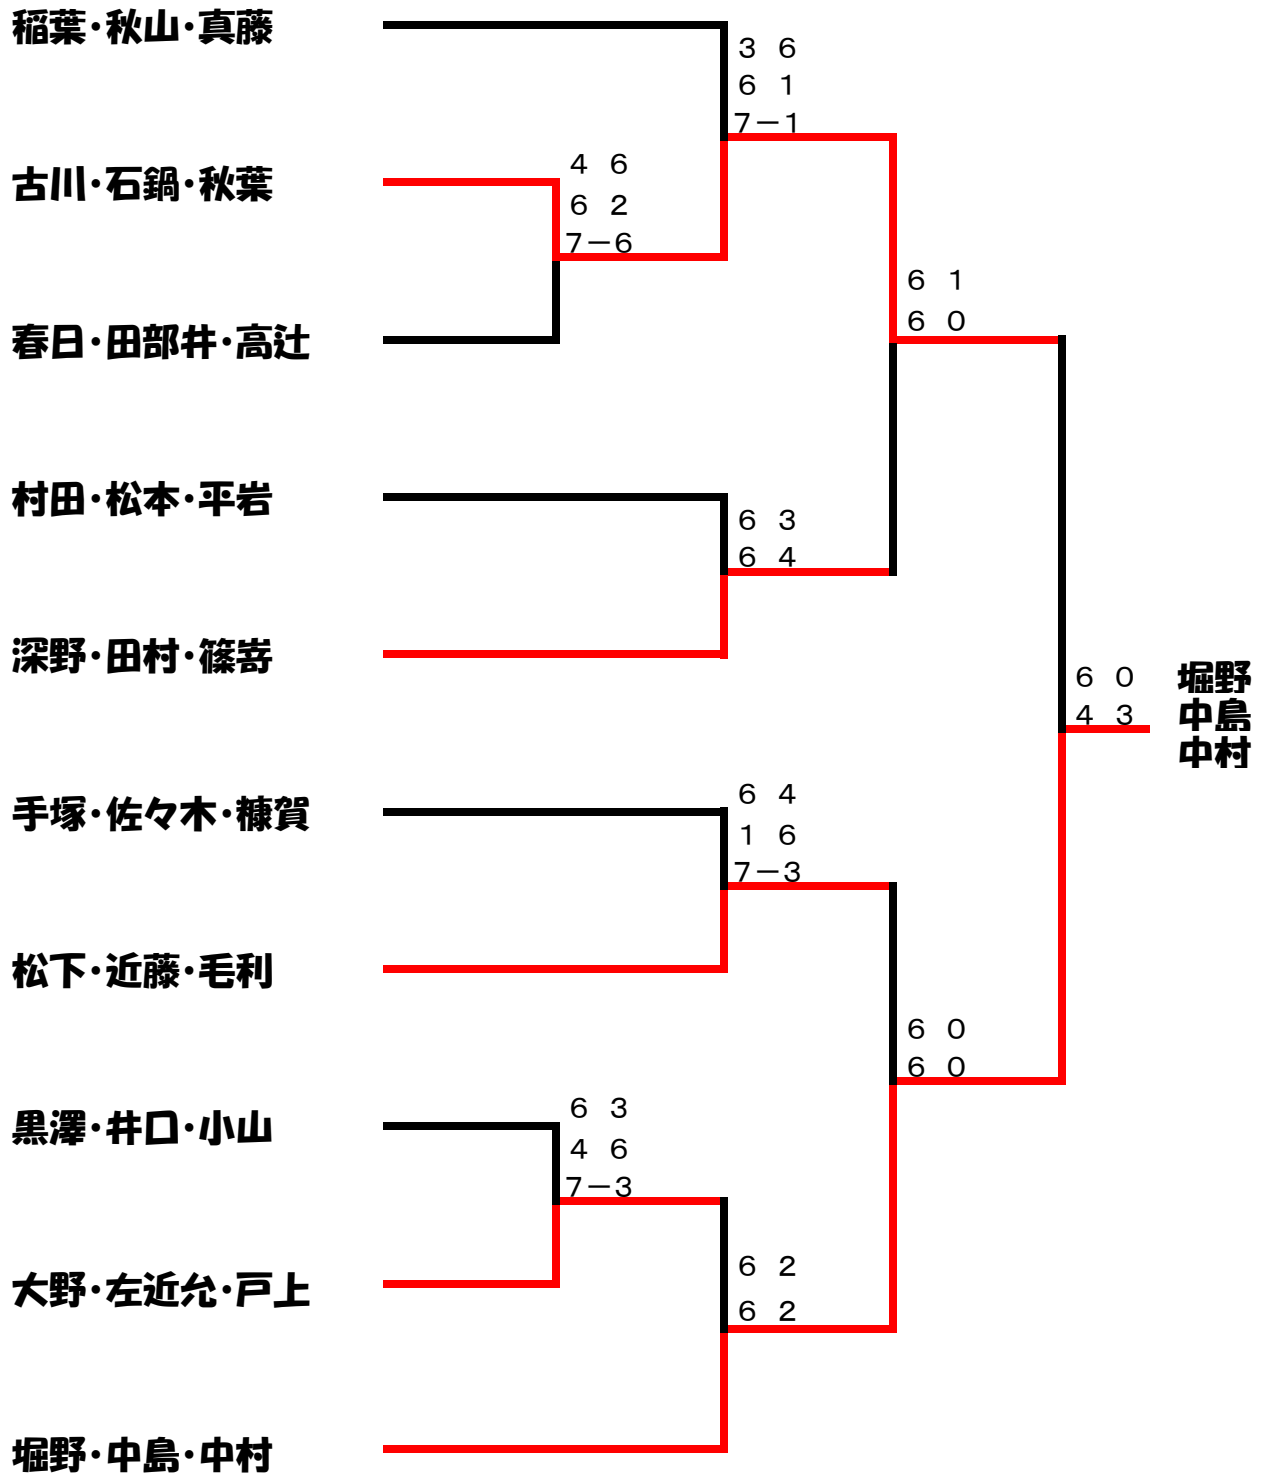 稲葉・秋山・真藤
3 6
6 1
7－1
古川・石鍋・秋葉
4 6
6 2
7－6
春日・田部井・高辻
6 1
6 0
村田・松本・平岩
6 3
6 4
深野・田村・篠嵜
6 0
4 3
堀野
中島
中村
手塚・佐々木・糠賀
6 4
1 6
7－3
松下・近藤・毛利
6 0
6 0
黒澤・井口・小山
6 3
4 6
7－3
大野・左近允・戸上
6 2
6 2
堀野・中島・中村